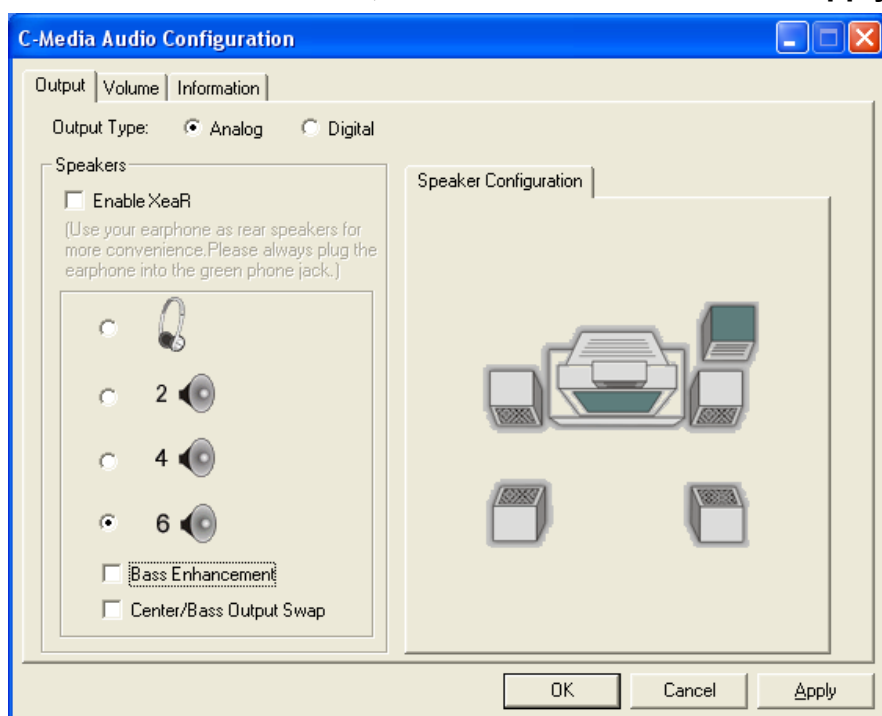 C-Media Audio Configuration
Output Volume Information
Output Type: Analog Digital
Speakers
Enable XeaR
(Use your earphone as rear speakers for
more convenience.Please always plug the
earphone into the green phone jack.)
2
4
6
Bass Enhancement
Center/Bass Output Swap
Speaker Configuration
OK Cancel Apply